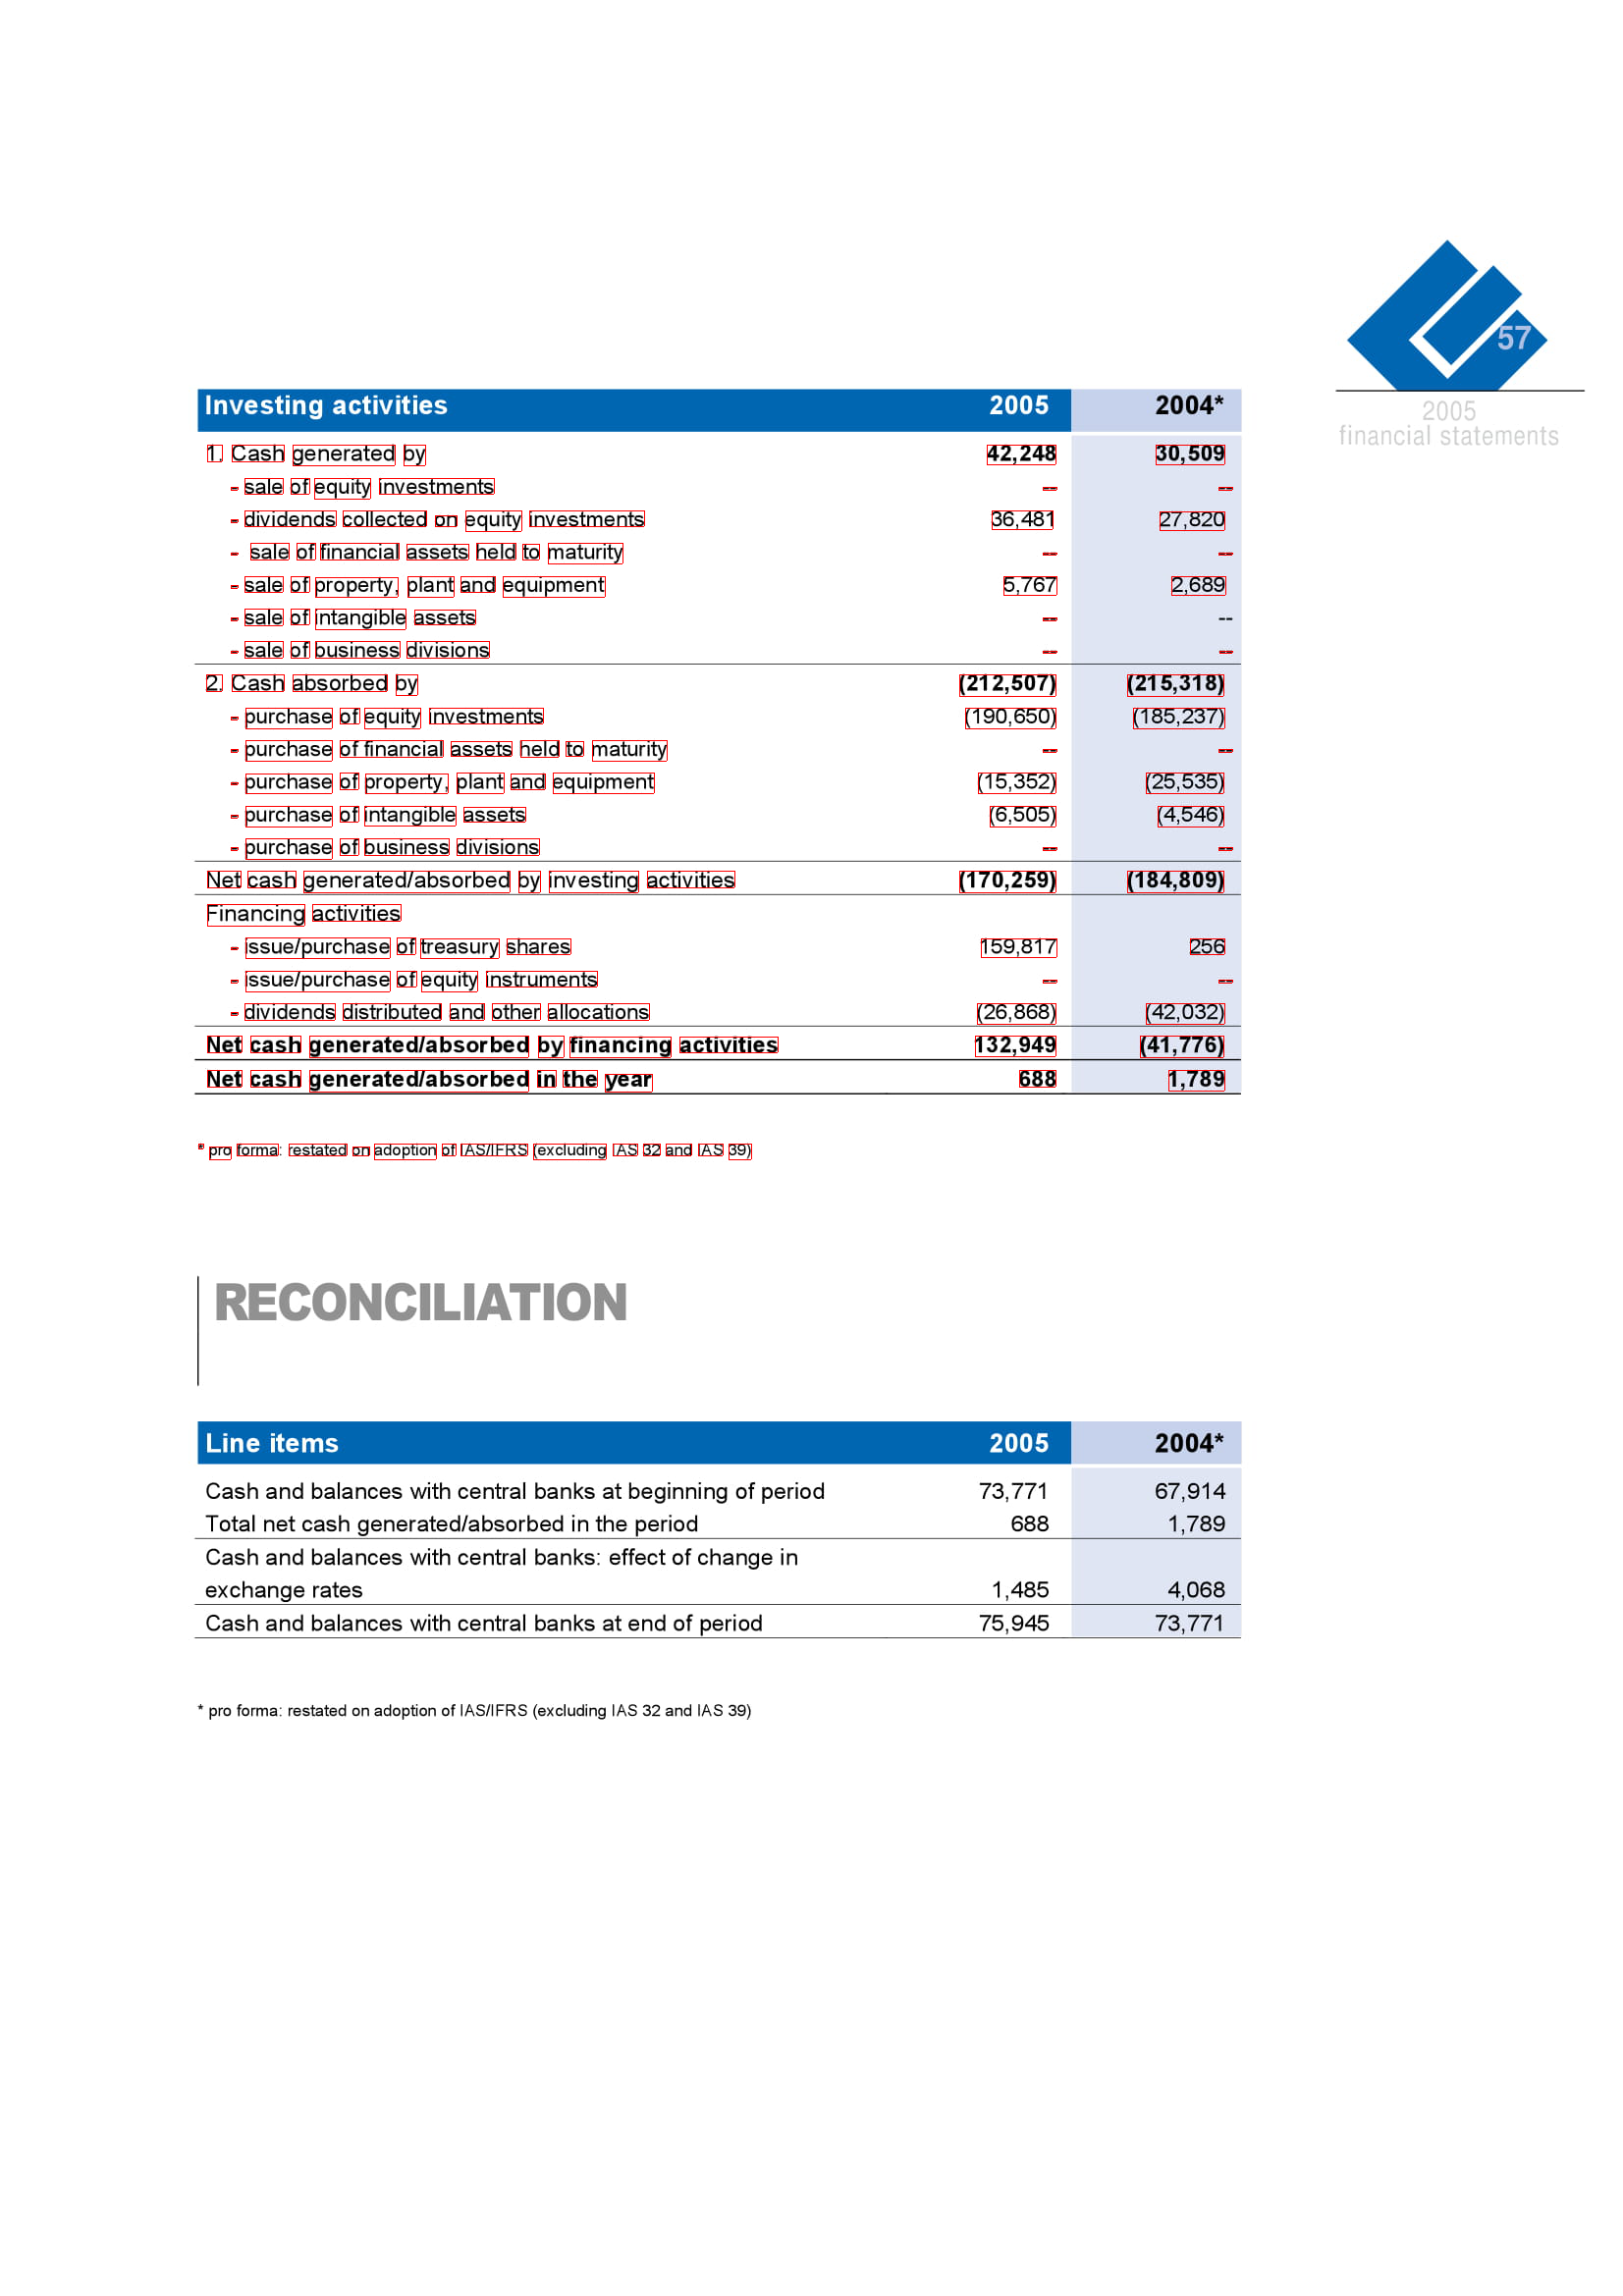 57
2005
financial statements
Investing activities 2005 2004*
1. Cash generated by 42,248 30,509
- sale of equity investments -- --
- dividends collected on equity investments 36,481 27,820
- sale of financial assets held to maturity -- --
- sale of property, plant and equipment 5,767 2,689
- sale of intangible assets -- --
- sale of business divisions -- --
2. Cash absorbed by (212,507) (215,318)
- purchase of equity investments (190,650) (185,237)
- purchase of financial assets held to maturity -- --
- purchase of property, plant and equipment (15,352) (25,535)
- purchase of intangible assets (6,505) (4,546)
- purchase of business divisions -- --
Net cash generated/absorbed by investing activities (170,259) (184,809)
Financing activities
- issue/purchase of treasury shares 159,817 256
- issue/purchase of equity instruments -- --
- dividends distributed and other allocations (26,868) (42,032)
Net cash generated/absorbed by financing activities 132,949 (41,776)
Net cash generated/absorbed in the year 688 1,789
* pro forma: restated on adoption of IAS/IFRS (excluding IAS 32 and IAS 39)
RECONCILIATION
Line items 2005 2004*
Cash and balances with central banks at beginning of period 73,771 67,914
Total net cash generated/absorbed in the period 688 1,789
Cash and balances with central banks: effect of change in
exchange rates 1,485 4,068
Cash and balances with central banks at end of period 75,945 73,771
* pro forma: restated on adoption of IAS/IFRS (excluding IAS 32 and IAS 39)